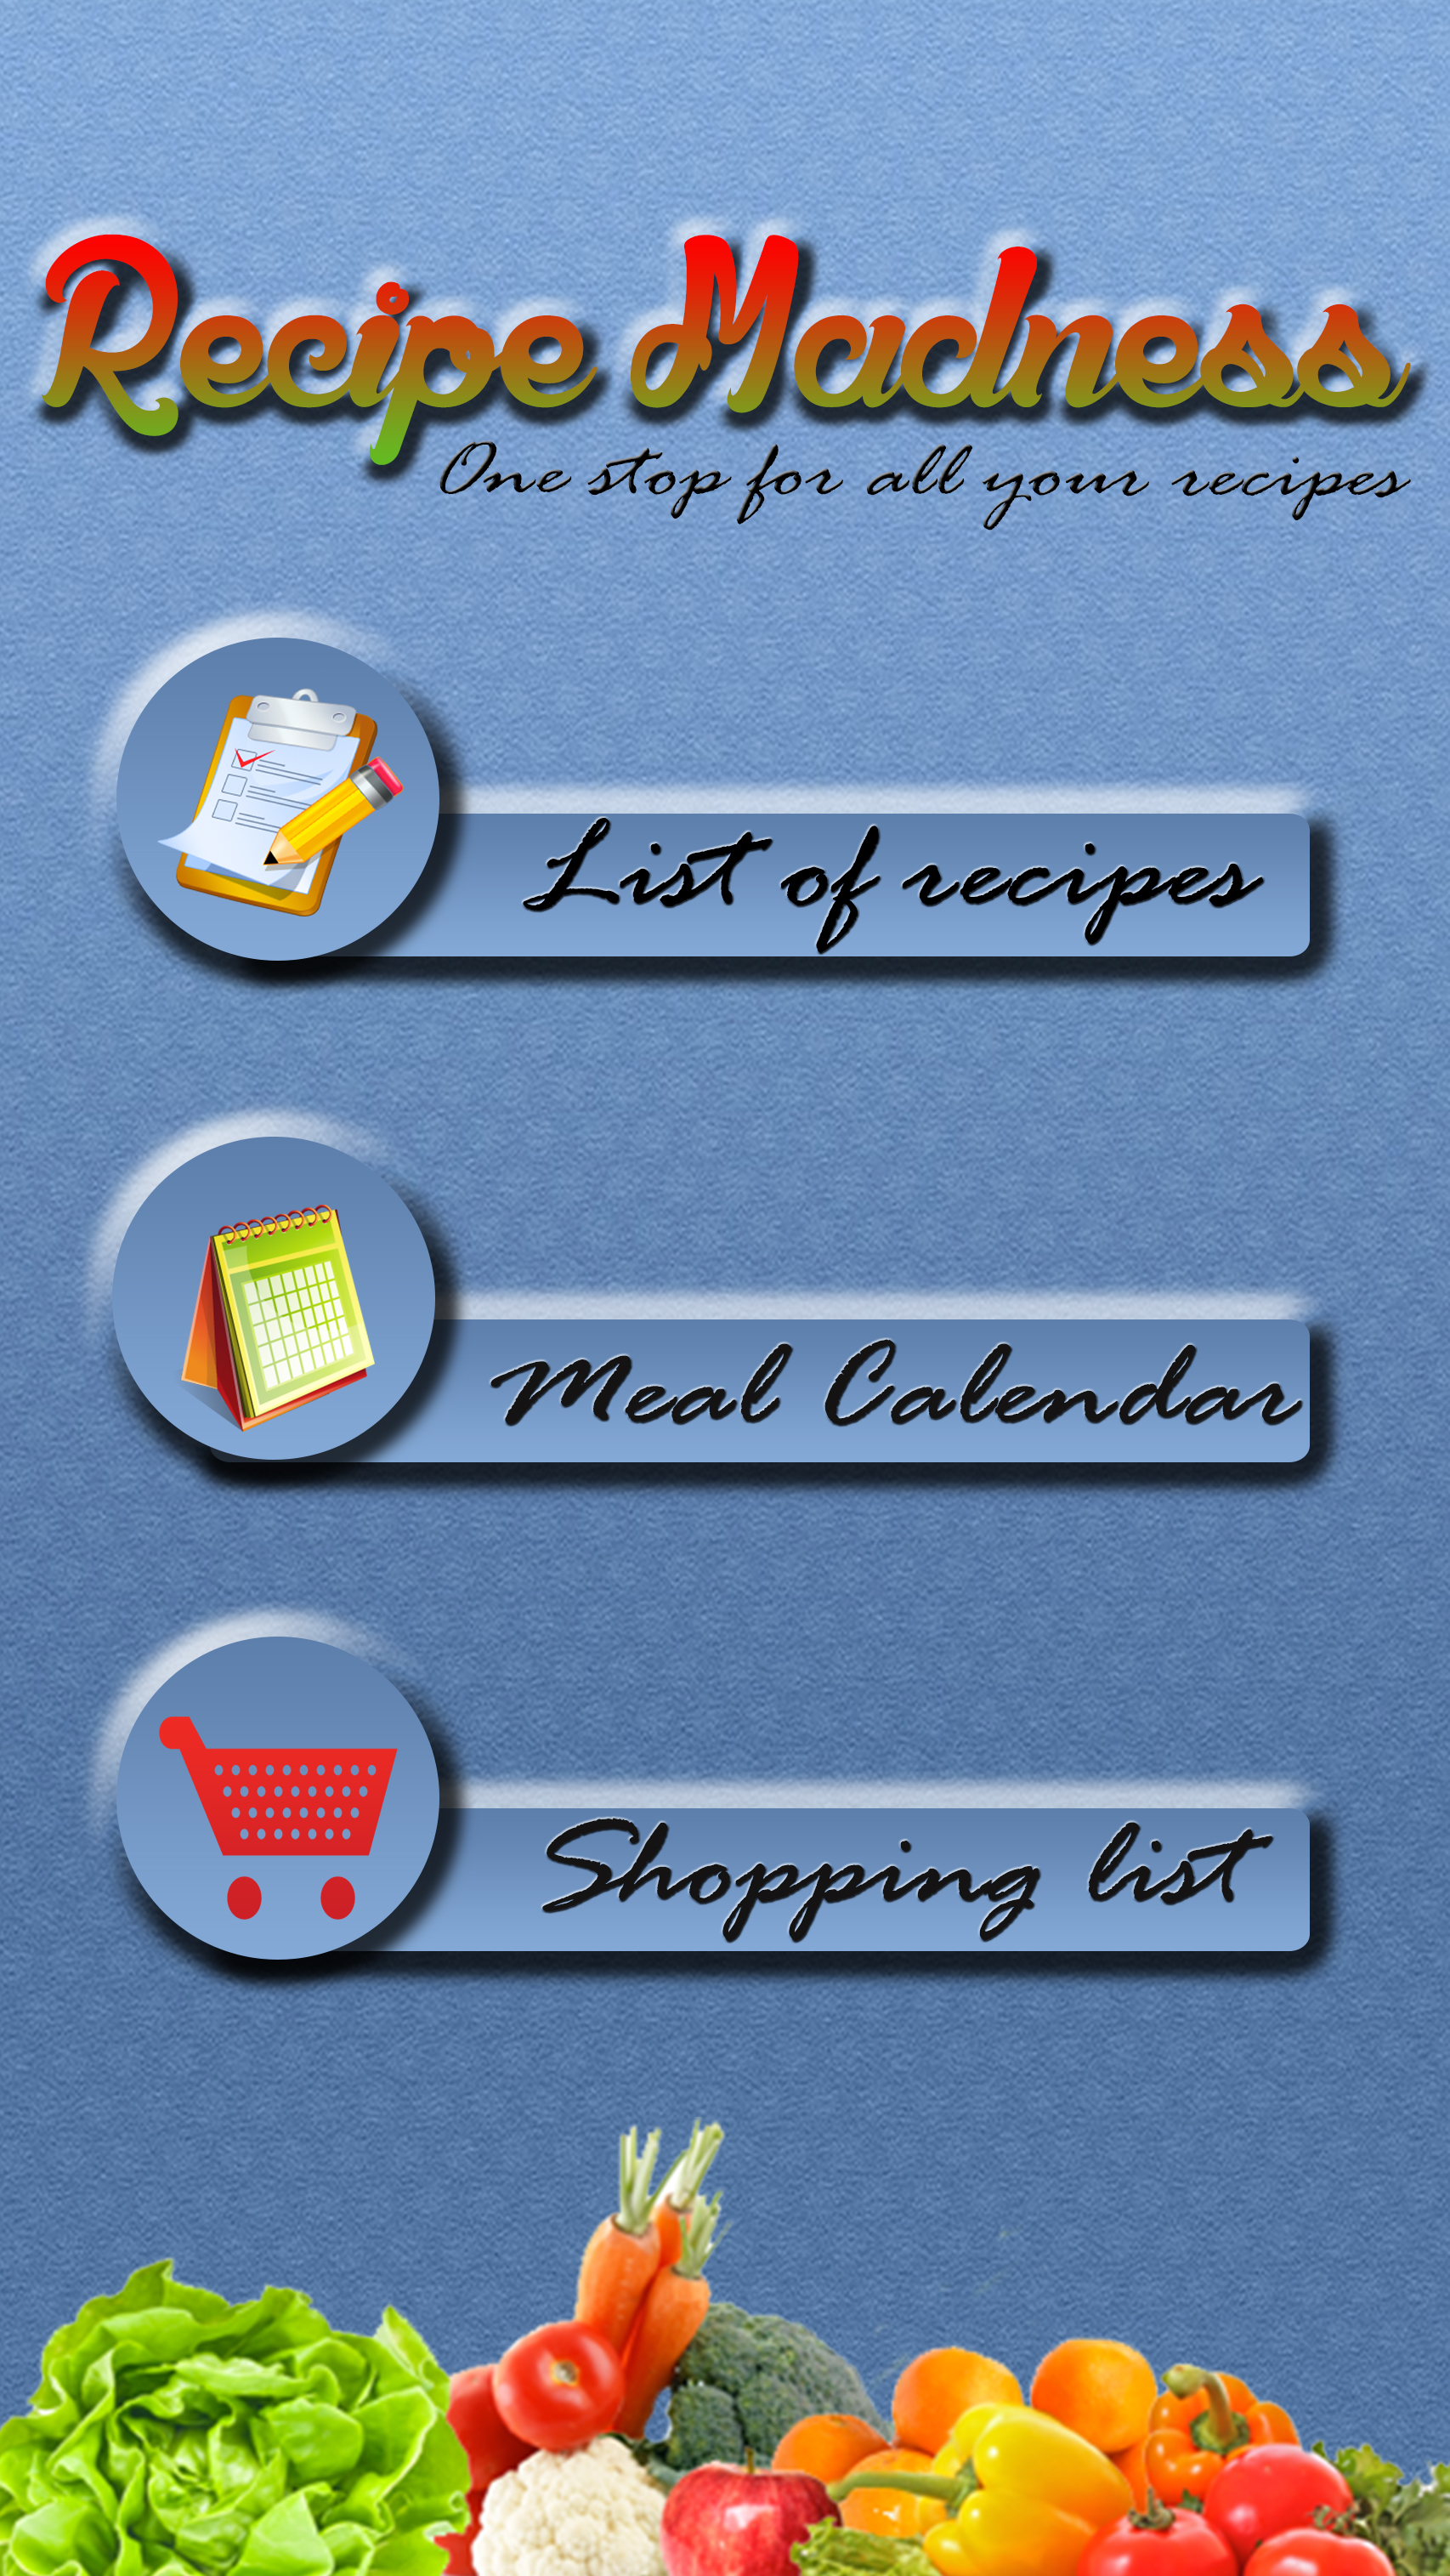 Recipe Madness
One stop for all your recipes
List of recipes
Meal Calendar
Shopping list